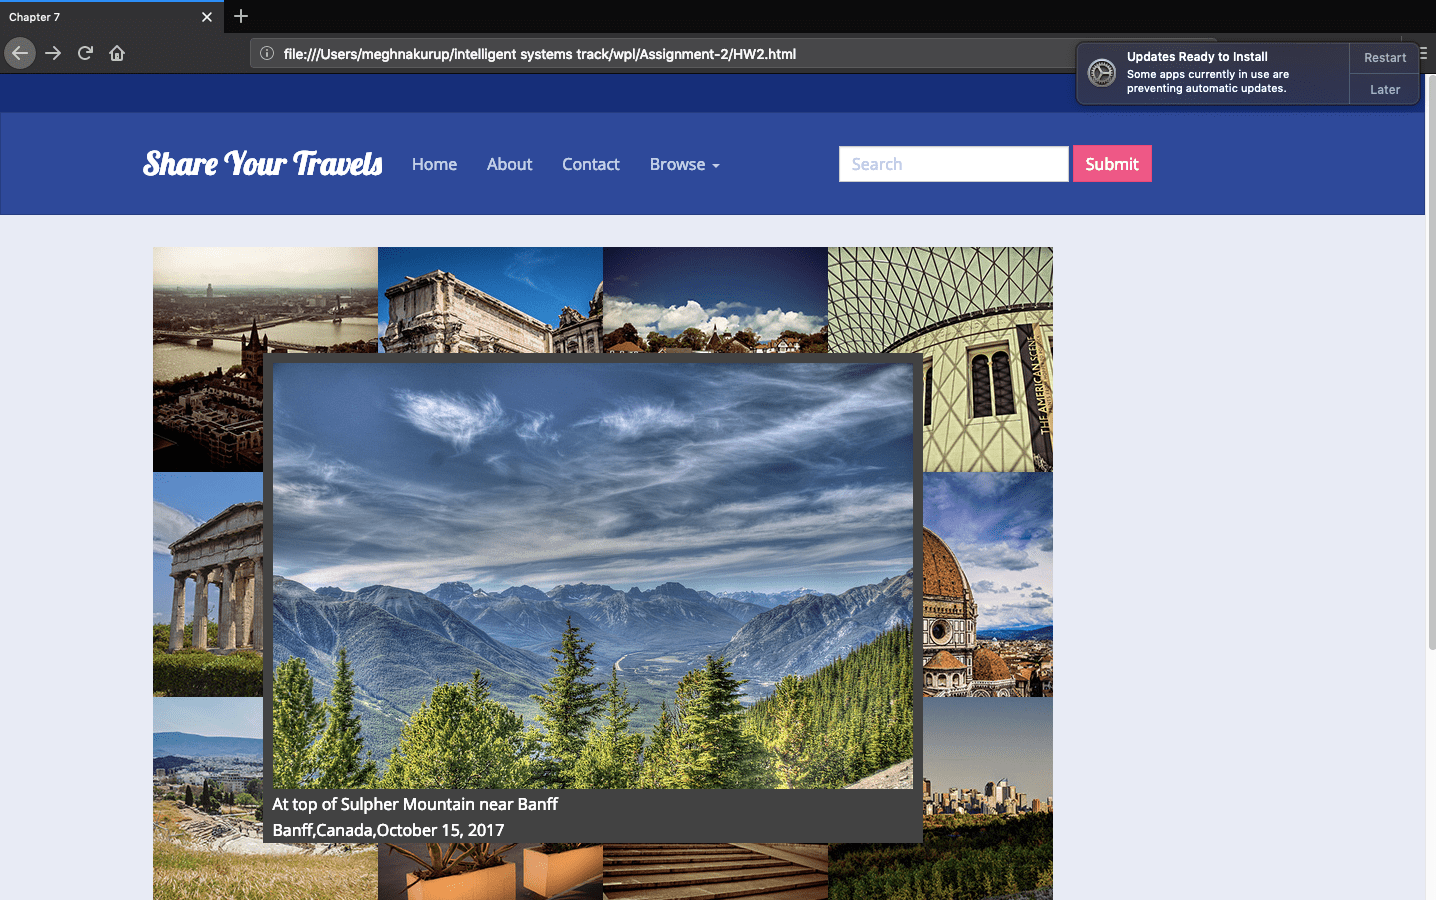 Chapter 7
file:///Users/meghnakurup/intelligent systems track/wpl/Assignment-2/HW2.html
Updates Ready to Install
Some apps currently in use are
preventing automatic updates.
Restart
Later
Share Your Travels
Home
About
Contact
Browse
Search
Submit
THE AMERICAN SCENE
At top of Sulpher Mountain near Banff
Banff,Canada,October 15, 2017